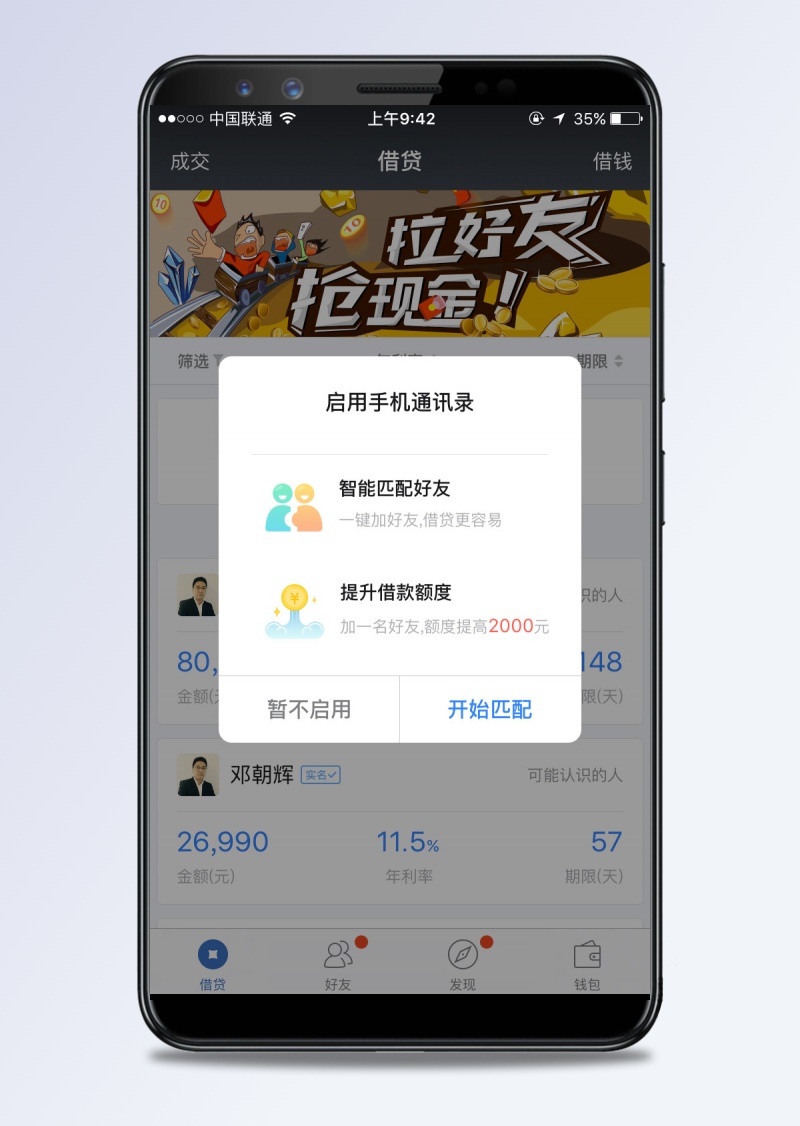 中国联通 上午9:42 35%
成交 借贷 借钱
10
10
拉好友
抢现金!
筛选 年利率 期限
启用手机通讯录
智能匹配好友
一键加好友,借贷更容易
¥
提升借款额度
加一名好友,额度提高2000元
识的人
80, 148
金额(元 限(天)
暂不启用 开始匹配
邓朝辉 实名 可能认识的人
26,990 11.5% 57
金额(元) 年利率 期限(天)
借贷 好友 发现 钱包